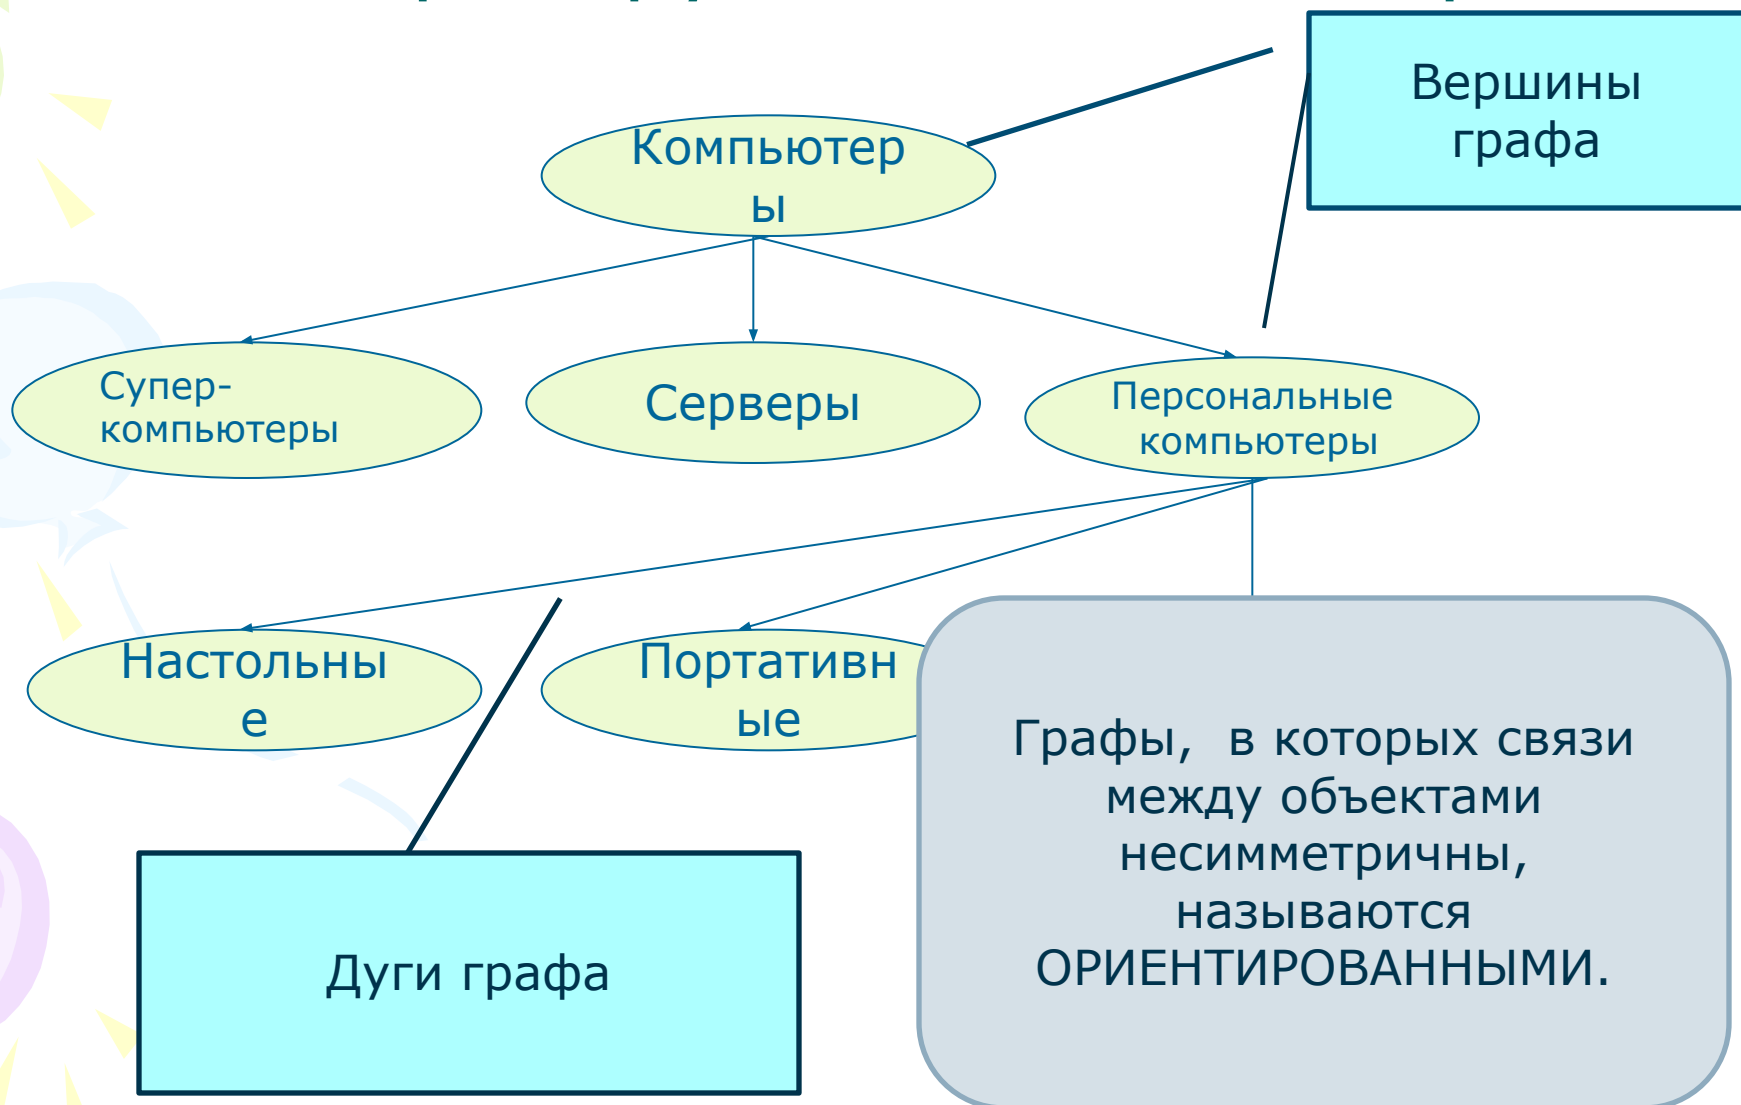 Вершины
графа
Компьютер
ы
Супер-
компьютеры
Серверы
Персональные
компьютеры
Настольны
е
Портативн
ые
Графы,  в которых связи
между объектами
несимметричны,
называются
ОРИЕНТИРОВАННЫМИ.
Дуги графа